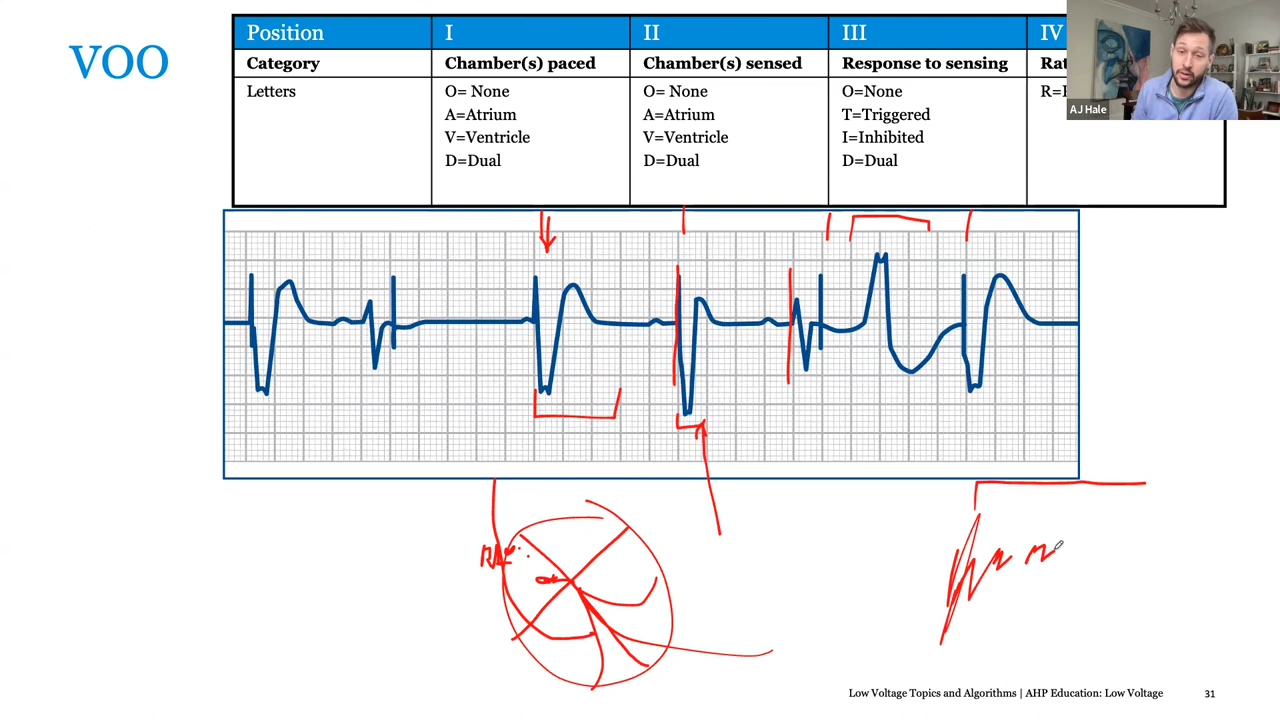 VOO
Position I II III IV
Category Chamber(s) paced Chamber(s) sensed Response to sensing
Letters O= None O= None O=None
A=Atrium A=Atrium T=Triggered
V=Ventricle V=Ventricle I=Inhibited
D=Dual D=Dual D=Dual
AJ Hale
Low Voltage Topics and Algorithms | AHP Education: Low Voltage 31